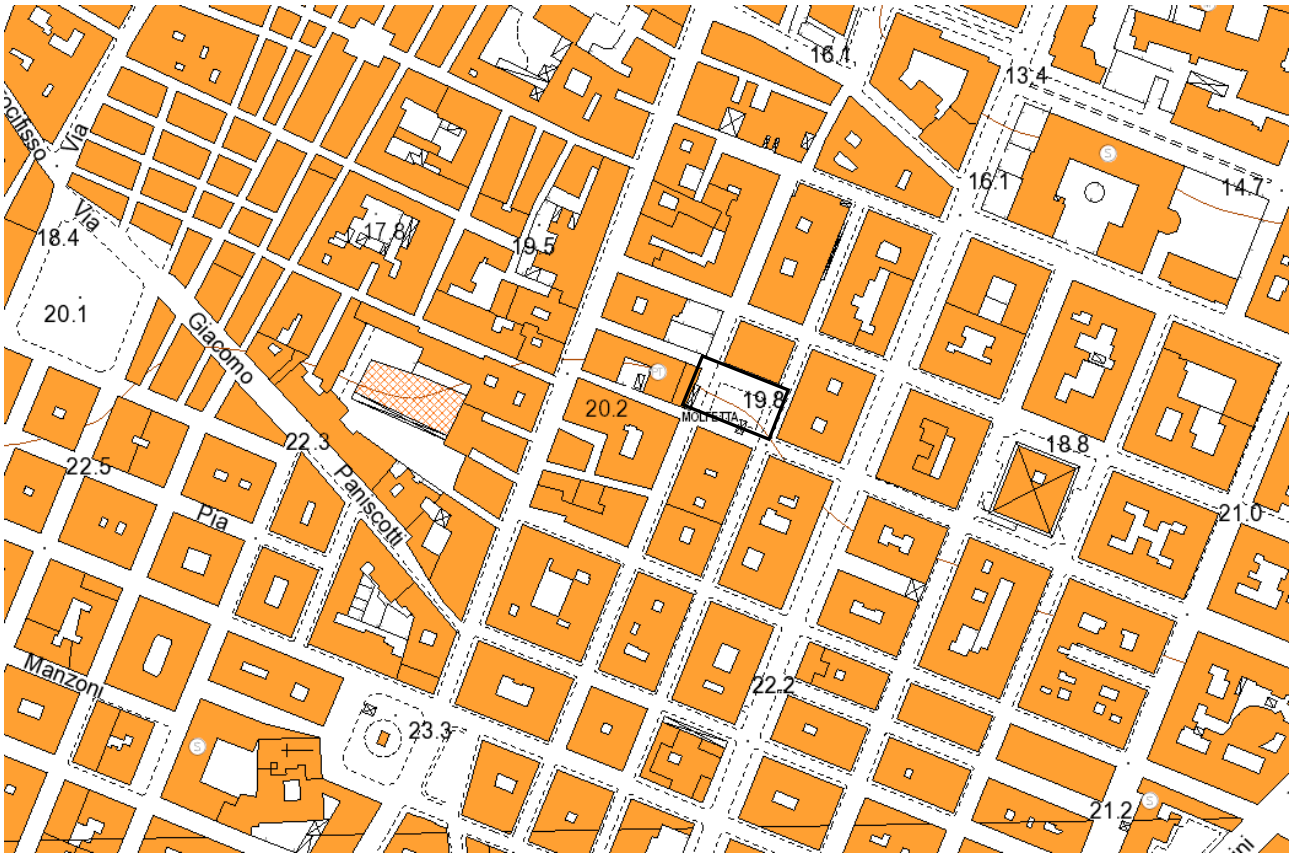 16.1
13.4
ocifisso
Via
16.1
14.7
Via
17.8
18.4
19.5
20.1
Giacomo
PT
19.8
20.2
MOLFETTA
22.3
18.8
22.5
Paniscotti
Pia
21.0
Manzoni
22.2
23.3
21.2
ini
S
S
S